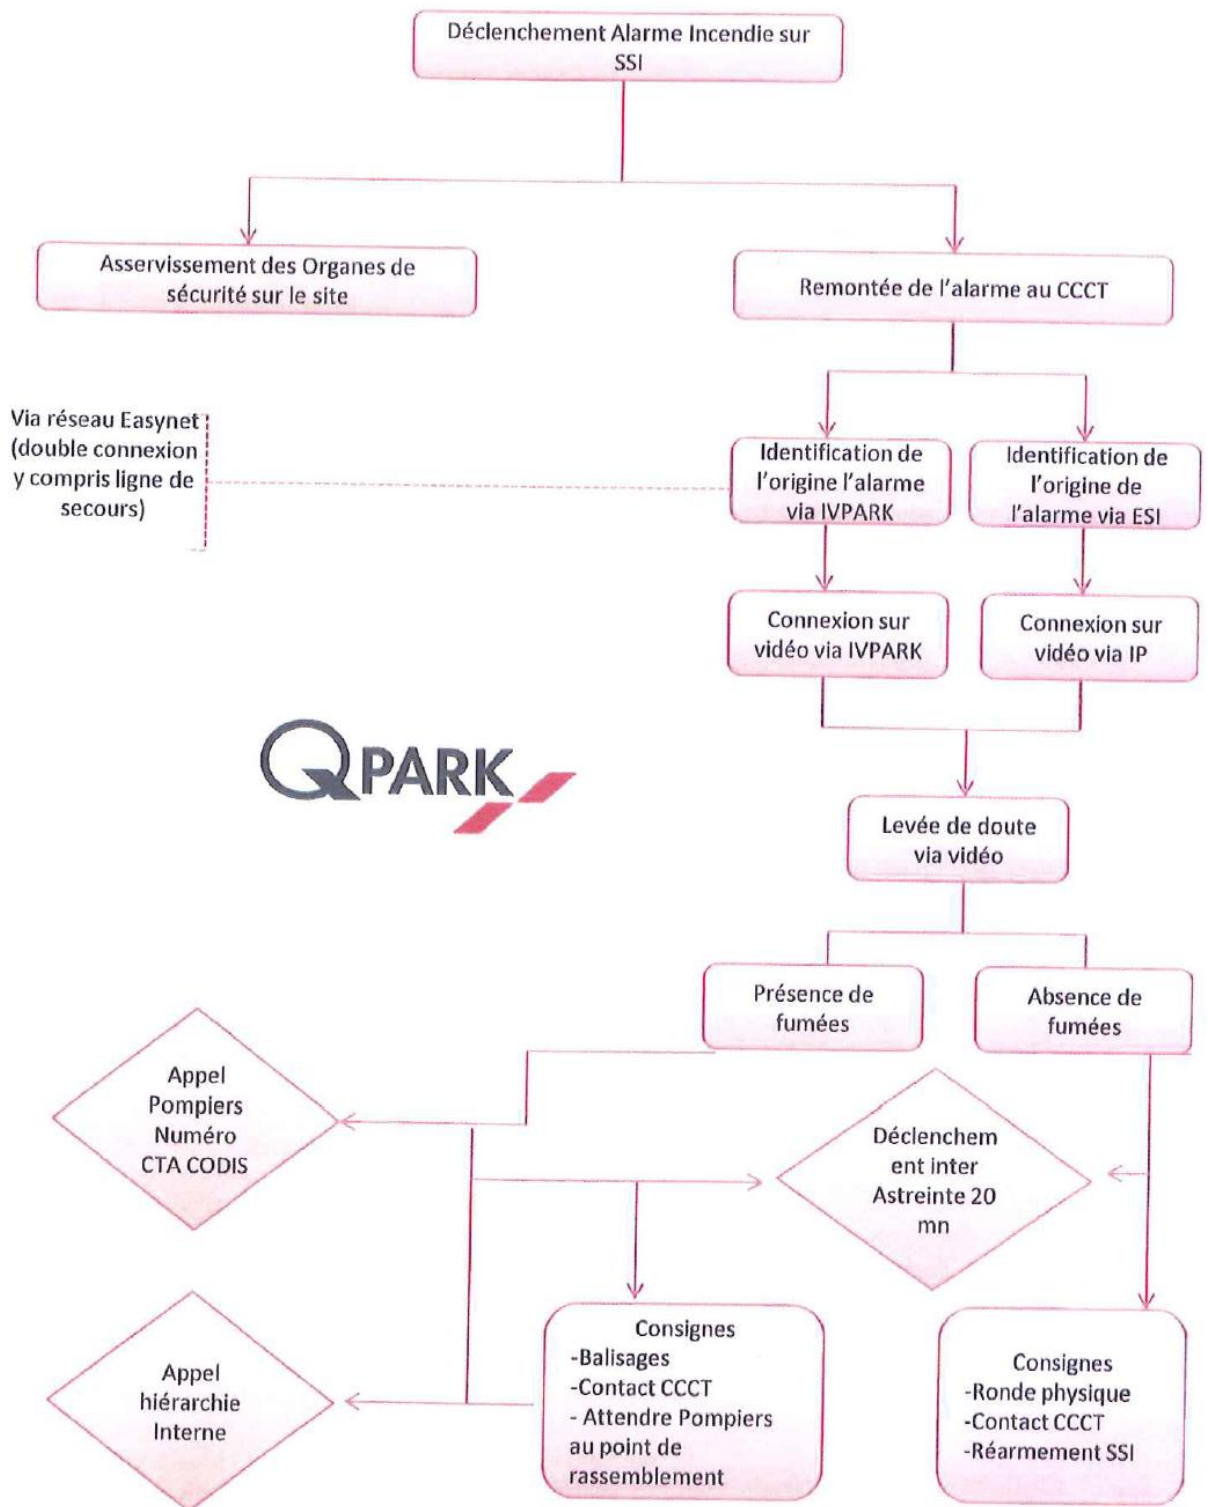 Déclenchement Alarme Incendie sur
SSI
Asservissement des Organes de
sécurité sur le site
Remontée de l'alarme au CCCT
Via réseau Easynet
(double connexion
y compris ligne de
secours)
Identification de
l'origine l'alarme
via IVPARK
Identification de
l'origine de
l'alarme via ESI
Connexion sur
vidéo via IVPARK
Connexion sur
vidéo via IP
QPARK
Levée de doute
via vidéo
Présence de
fumées
Absence de
fumées
Appel
Pompiers
Numéro
CTA CODIS
Déclenchem
ent inter
Astreinte 20
mn
Appel
hiérarchie
Interne
Consignes
-Balisages
-Contact CCCT
- Attendre Pompiers
au point de
rassemblement
Consignes
-Ronde physique
-Contact CCCT
-Réarmement SSI